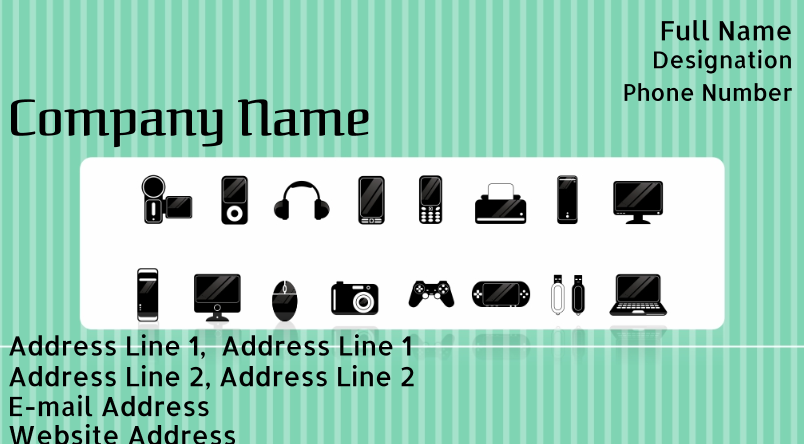 Full Name
Designation
Phone Number
Company Name
Address Line 1,  Address Line 1
Address Line 2, Address Line 2
E-mail Address
Website Address